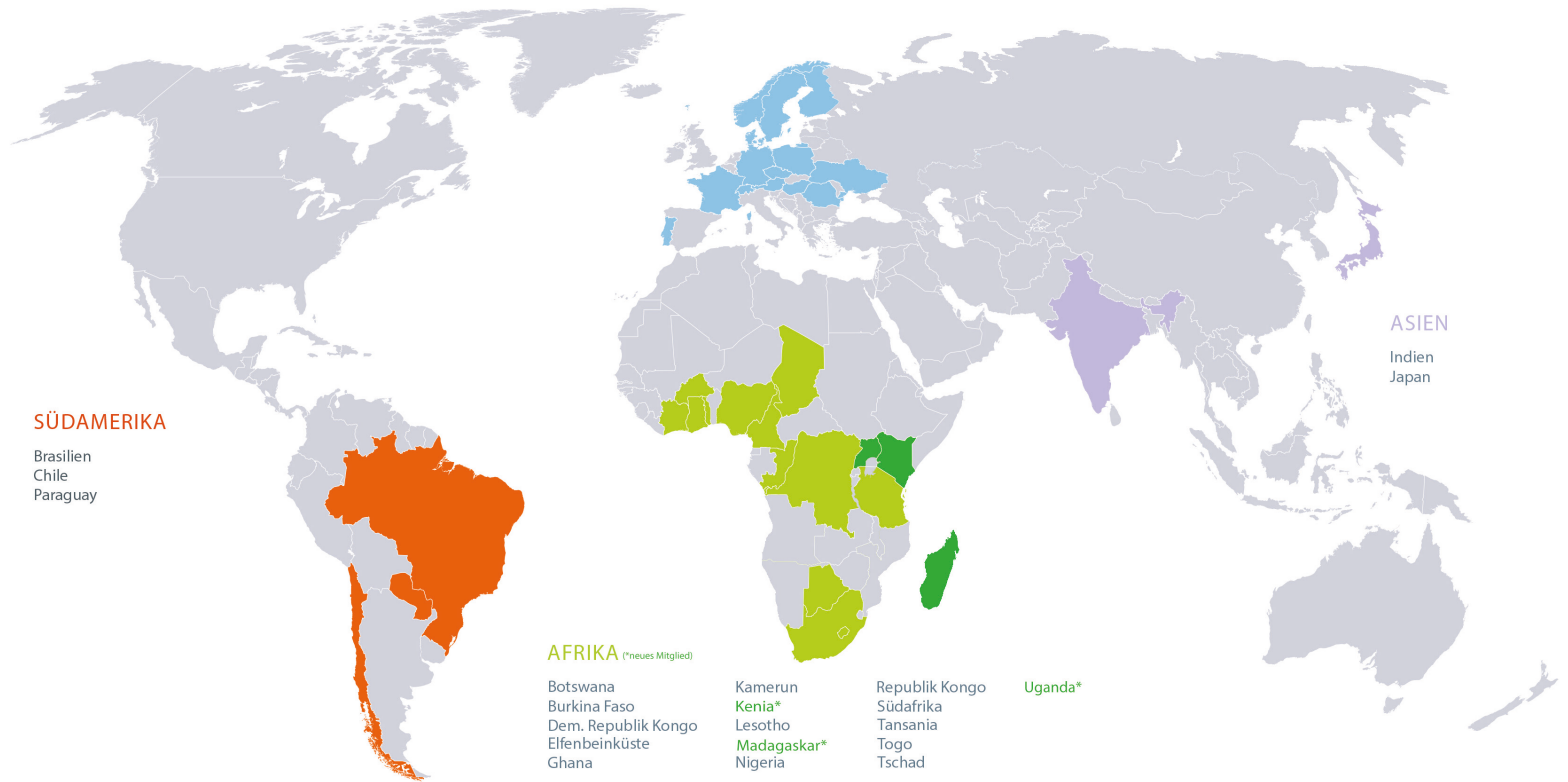 ASIEN
Indien
Japan
SÜDAMERIKA
Brasilien
Chile
Paraguay
AFRIKA (*neues Mitglied)
Botswana
Burkina Faso
Dem. Republik Kongo
Elfenbeinküste
Ghana
Kamerun
Kenia*
Lesotho
Madagaskar*
Nigeria
Republik Kongo
Südafrika
Tansania
Togo
Tschad
Uganda*